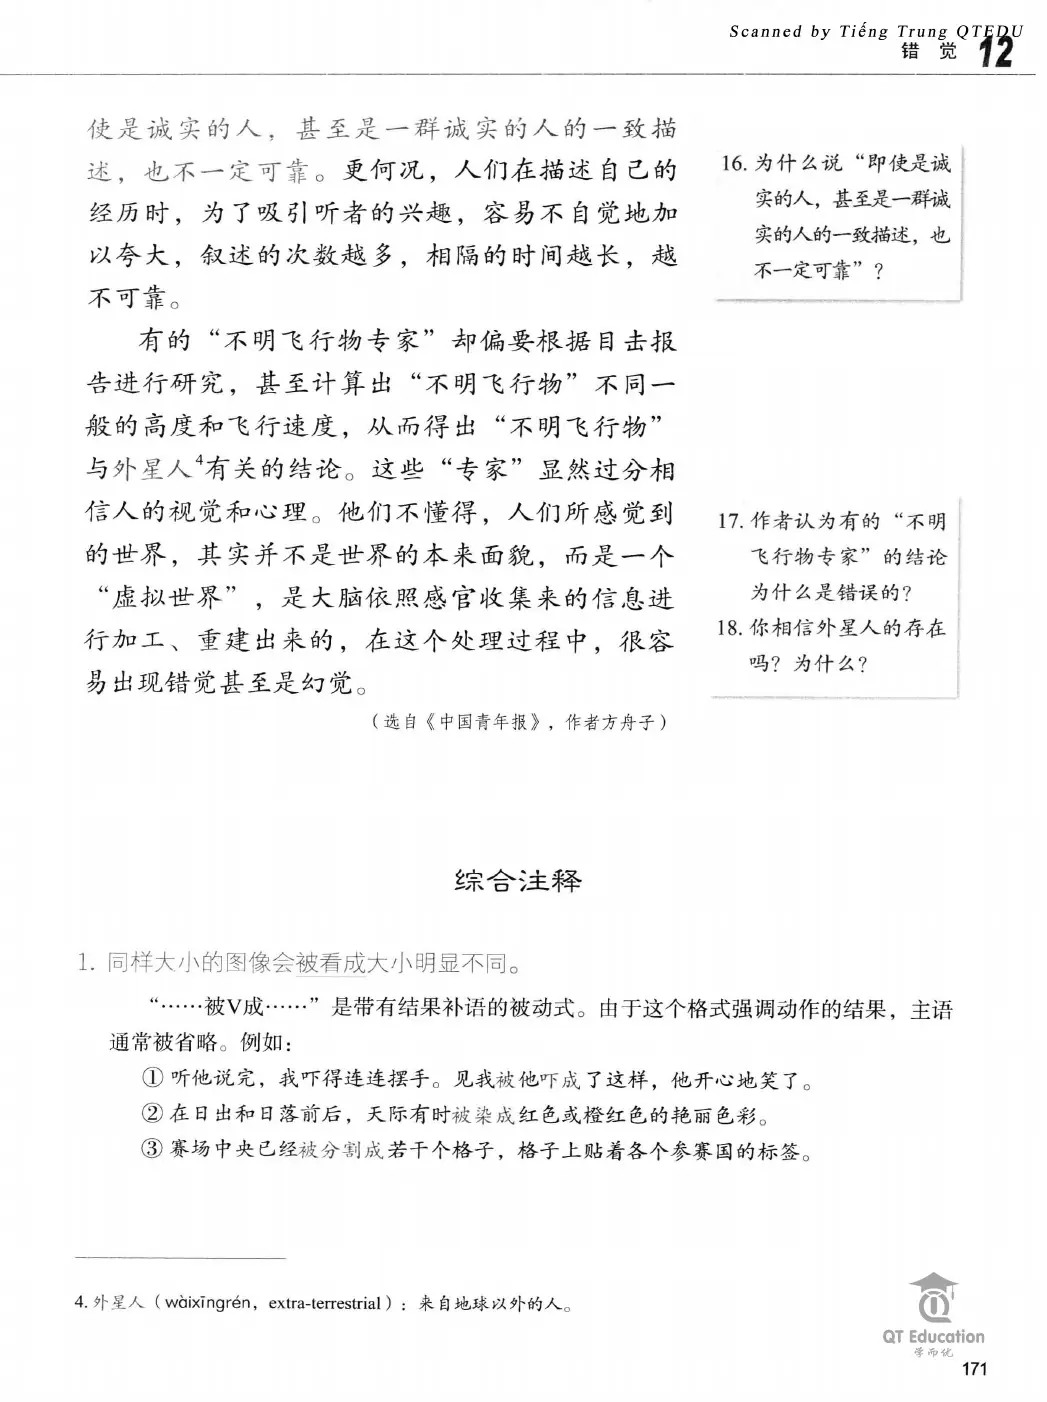 Scanned by Tiếng Trung QTEDU
错 觉 12
使是诚实的人，甚至是一群诚实的人的一致描
述，也不一定可靠。更何况，人们在描述自己的
经历时，为了吸引听者的兴趣，容易不自觉地加
以夸大，叙述的次数越多，相隔的时间越长，越
不可靠。
有的“不明飞行物专家”却偏要根据目击报
告进行研究，甚至计算出“不明飞行物”不同一
般的高度和飞行速度，从而得出“不明飞行物”
与外星人4有关的结论。这些“专家”显然过分相
信人的视觉和心理。他们不懂得，人们所感觉到
的世界，其实并不是世界的本来面貌，而是一个
“虚拟世界”，是大脑依照感官收集来的信息进
行加工、重建出来的，在这个处理过程中，很容
易出现错觉甚至是幻觉。
（选自《中国青年报》，作者方舟子）
16. 为什么说“即使是诚
实的人，甚至是一群诚
实的人的一致描述，也
不一定可靠”？
17. 作者认为有的“不明
飞行物专家”的结论
为什么是错误的？
18. 你相信外星人的存在
吗？为什么？
综合注释
1. 同样大小的图像会被看成大小明显不同。
“……被V成……”是带有结果补语的被动式。由于这个格式强调动作的结果，主语
通常被省略。例如：
① 听他说完，我吓得连连摆手。见我被他吓成了这样，他开心地笑了。
② 在日出和日落前后，天际有时被染成红色或橙红色的艳丽色彩。
③ 赛场中央已经被分割成若干个格子，格子上贴着各个参赛国的标签。
4. 外星人（wàixīngrén，extra-terrestrial）：来自地球以外的人。
QT Education
学而优
171